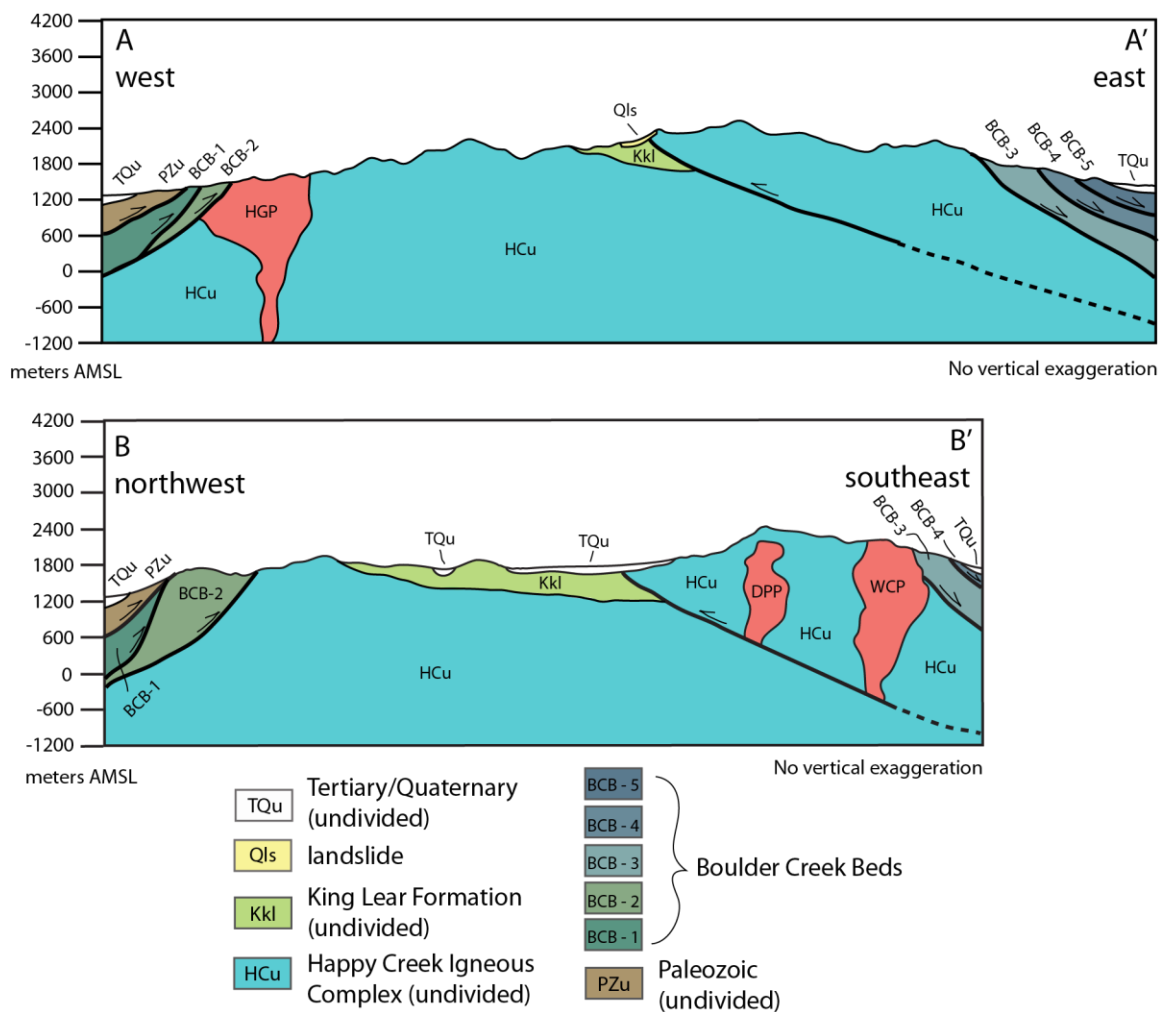 4200
3600
3000
2400
1800
1200
600
0
-600
-1200
meters AMSL
A
west
A′
east
TQu
PZu
BCB-1
BCB-2
HGP
HCu
HCu
Qls
Kkl
HCu
BCB-3
BCB-4
BCB-5
TQu
No vertical exaggeration
4200
3600
3000
2400
1800
1200
600
0
-600
-1200
meters AMSL
B
northwest
B′
southeast
TQu
PZu
BCB-2
BCB-1
TQu
TQu
Kkl
HCu
HCu
DPP
HCu
WCP
HCu
BCB-3
BCB-4
TQu
No vertical exaggeration
TQu
Tertiary/Quaternary
(undivided)
Qls
landslide
Kkl
King Lear Formation
(undivided)
HCu
Happy Creek Igneous
Complex (undivided)
BCB - 5
BCB - 4
BCB - 3
BCB - 2
BCB - 1
Boulder Creek Beds
PZu
Paleozoic
(undivided)